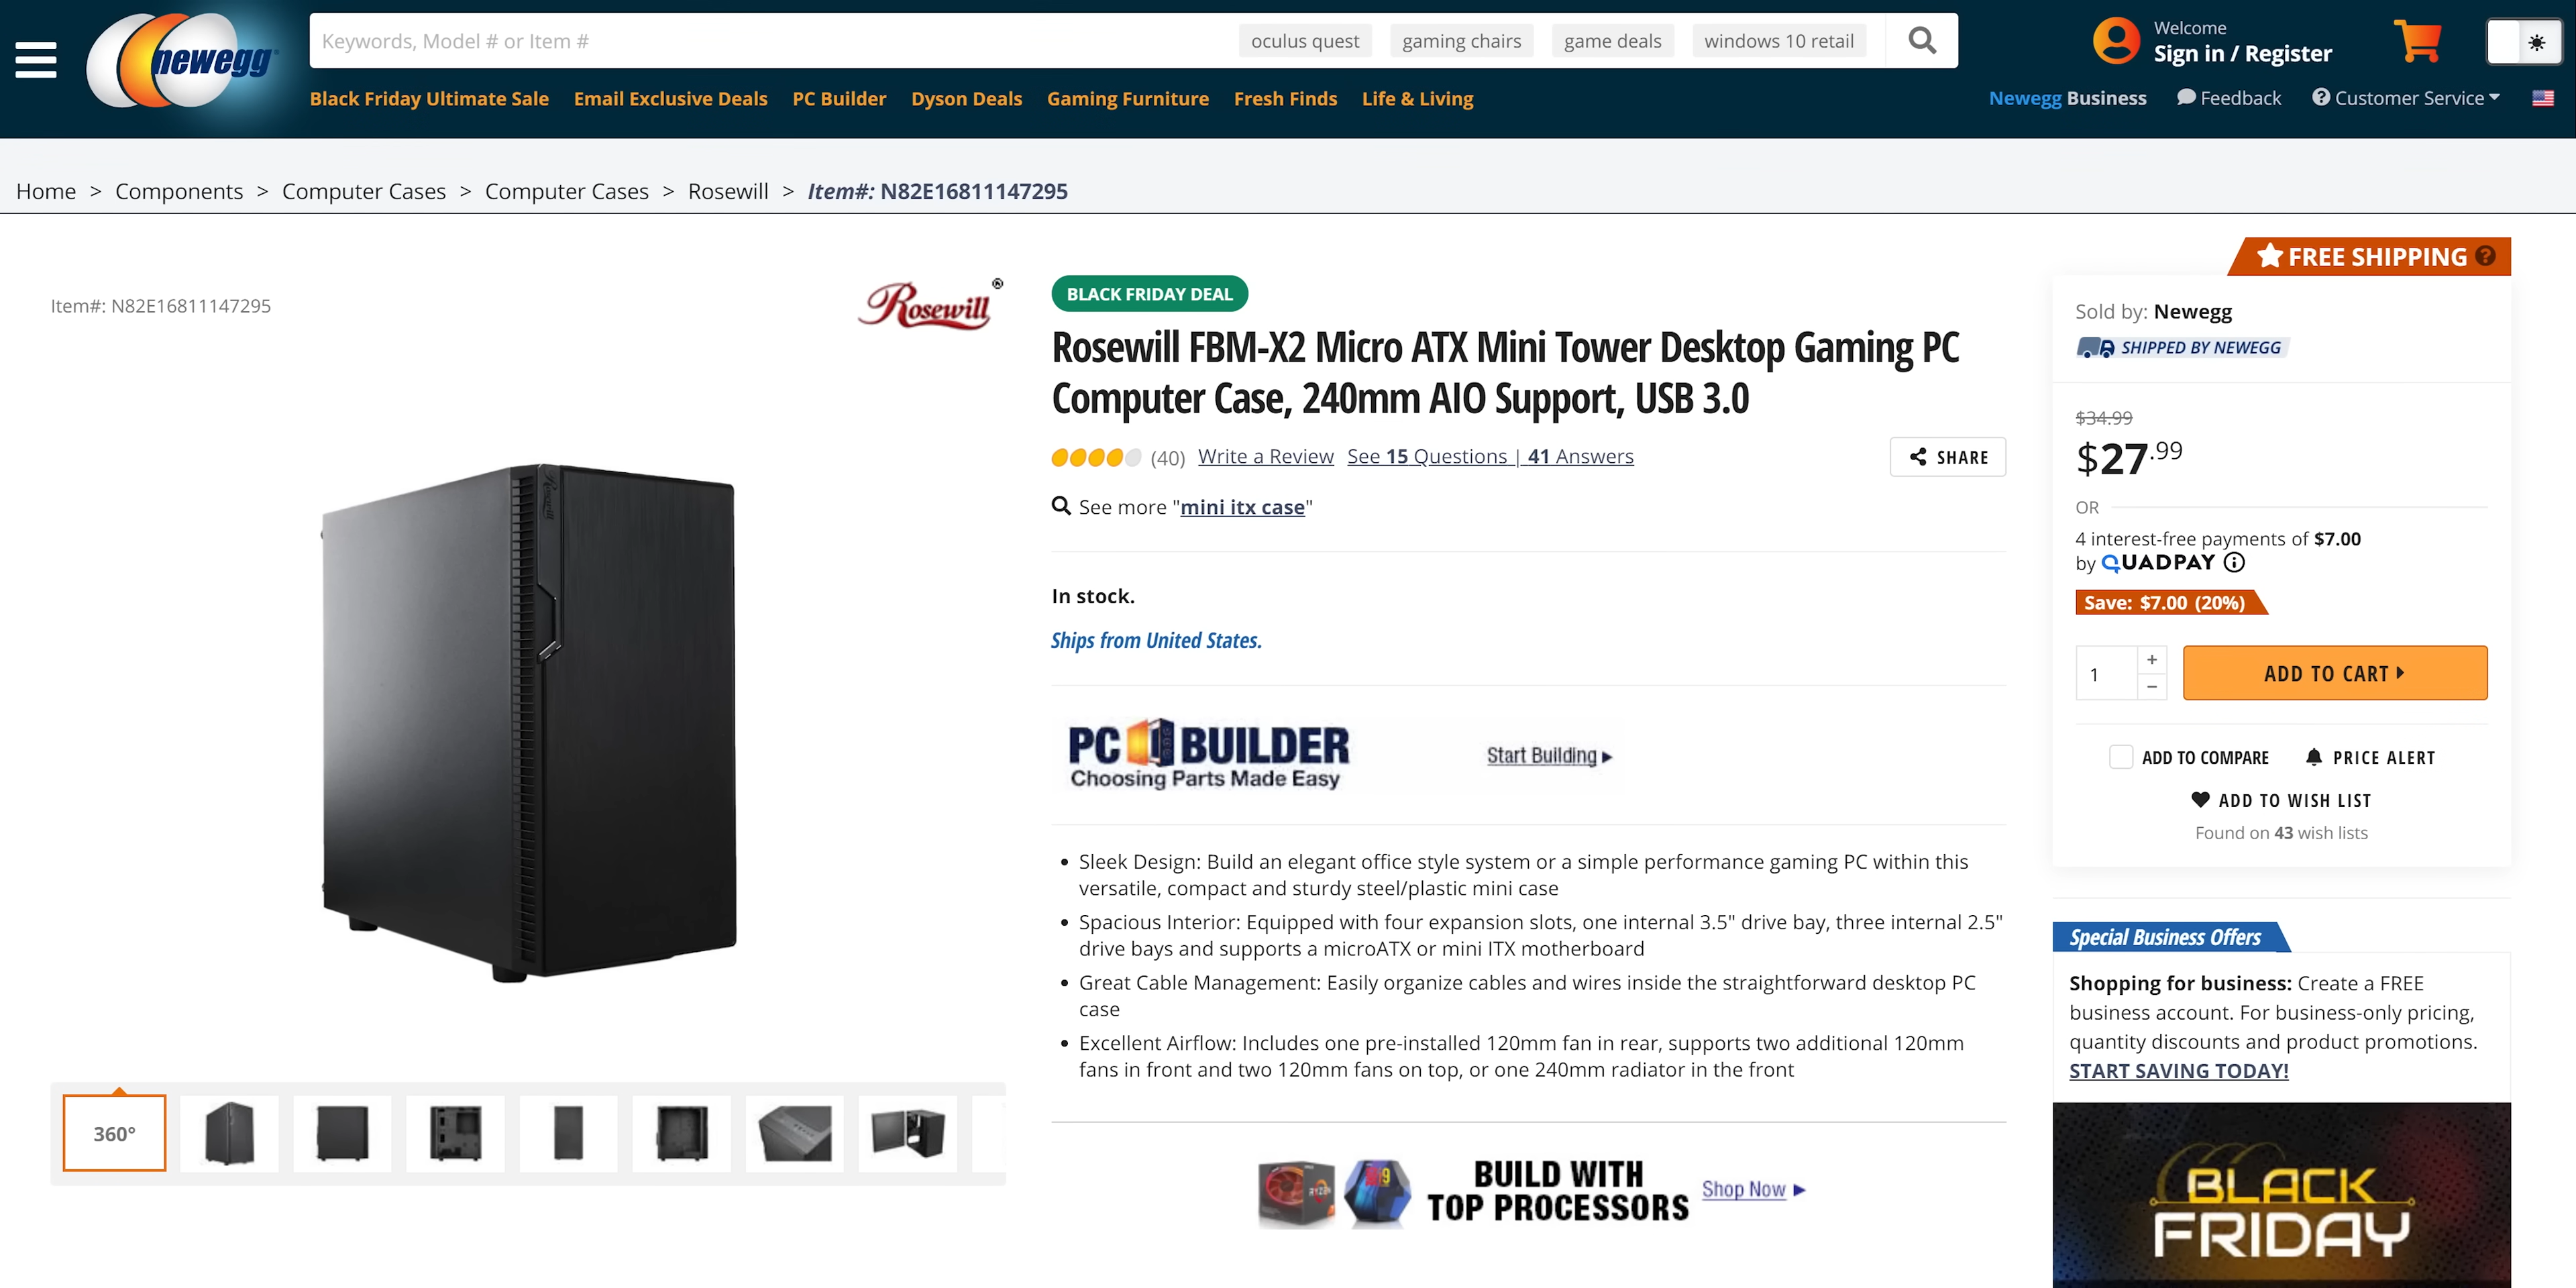 newegg
Keywords, Model # or Item #
oculus quest
gaming chairs
game deals
windows 10 retail
Welcome
Sign in / Register
Black Friday Ultimate Sale
Email Exclusive Deals
PC Builder
Dyson Deals
Gaming Furniture
Fresh Finds
Life & Living
Newegg Business
Feedback
Customer Service
Home > Components > Computer Cases > Computer Cases > Rosewill > Item#: N82E16811147295
Item#: N82E16811147295
Rosewill ®
BLACK FRIDAY DEAL
Rosewill FBM-X2 Micro ATX Mini Tower Desktop Gaming PC
Computer Case, 240mm AIO Support, USB 3.0
(40) Write a Review See 15 Questions | 41 Answers
SHARE
See more "mini itx case"
In stock.
Ships from United States.
PC BUILDER
Choosing Parts Made Easy
Start Building
• Sleek Design: Build an elegant office style system or a simple performance gaming PC within this
versatile, compact and sturdy steel/plastic mini case
• Spacious Interior: Equipped with four expansion slots, one internal 3.5" drive bay, three internal 2.5"
drive bays and supports a microATX or mini ITX motherboard
• Great Cable Management: Easily organize cables and wires inside the straightforward desktop PC
case
• Excellent Airflow: Includes one pre-installed 120mm fan in rear, supports two additional 120mm
fans in front and two 120mm fans on top, or one 240mm radiator in the front
RYZEN
i9
BUILD WITH
TOP PROCESSORS
Shop Now
360°
Rosewill
FREE SHIPPING ?
Sold by: Newegg
SHIPPED BY NEWEGG
$34.99
$27.99
OR
4 interest-free payments of $7.00
by QUADPAY
Save: $7.00 (20%)
1
+
−
ADD TO CART
ADD TO COMPARE
PRICE ALERT
ADD TO WISH LIST
Found on 43 wish lists
Special Business Offers
Shopping for business: Create a FREE
business account. For business-only pricing,
quantity discounts and product promotions.
START SAVING TODAY!
BLACK
FRIDAY